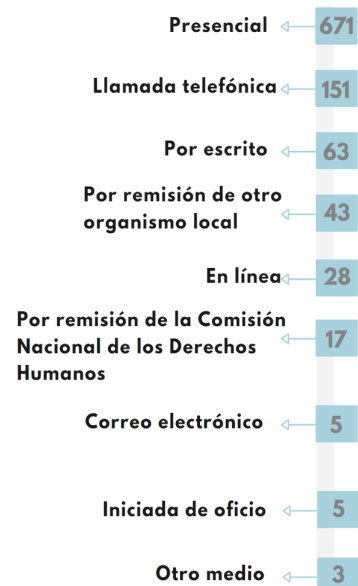 Presencial 671
Llamada telefónica 151
Por escrito 63
Por remisión de otro
organismo local 43
En línea 28
Por remisión de la Comisión
Nacional de los Derechos 17
Humanos
Correo electrónico 5
Iniciada de oficio 5
Otro medio 3